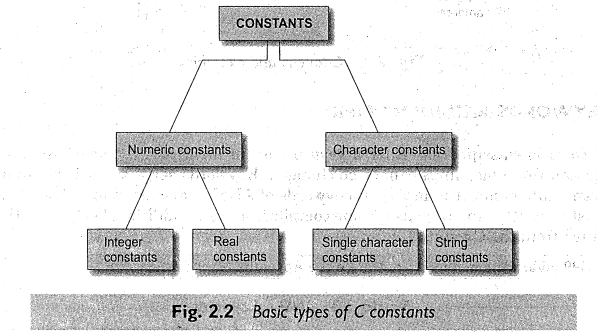 CONSTANTS
Numeric constants
Character constants
Integer
constants
Real
constants
Single character
constants
String
constants
Fig. 2.2 Basic types of C constants